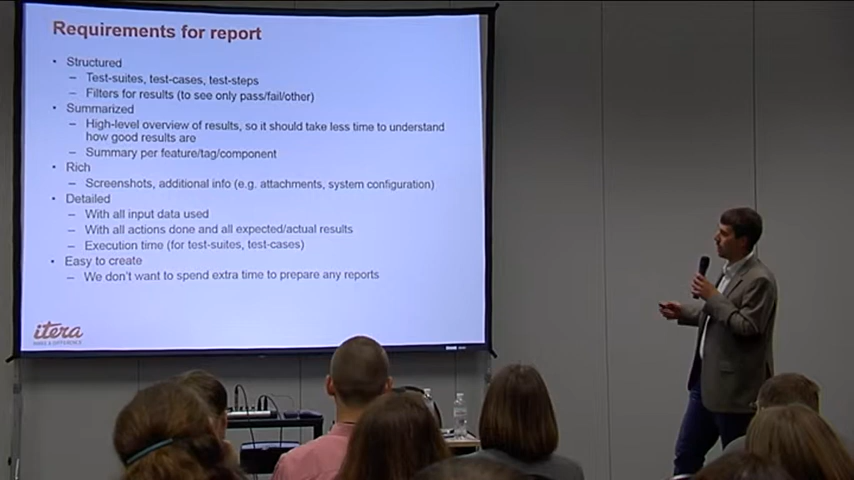 Requirements for report
• Structured
– Test-suites, test-cases, test-steps
– Filters for results (to see only pass/fail/other)
• Summarized
– High-level overview of results, so it should take less time to understand
how good results are
– Summary per feature/tag/component
• Rich
– Screenshots, additional info (e.g. attachments, system configuration)
• Detailed
– With all input data used
– With all actions done and all expected/actual results
– Execution time (for test-suites, test-cases)
• Easy to create
– We don't want to spend extra time to prepare any reports
itera
MAKE A DIFFERENCE